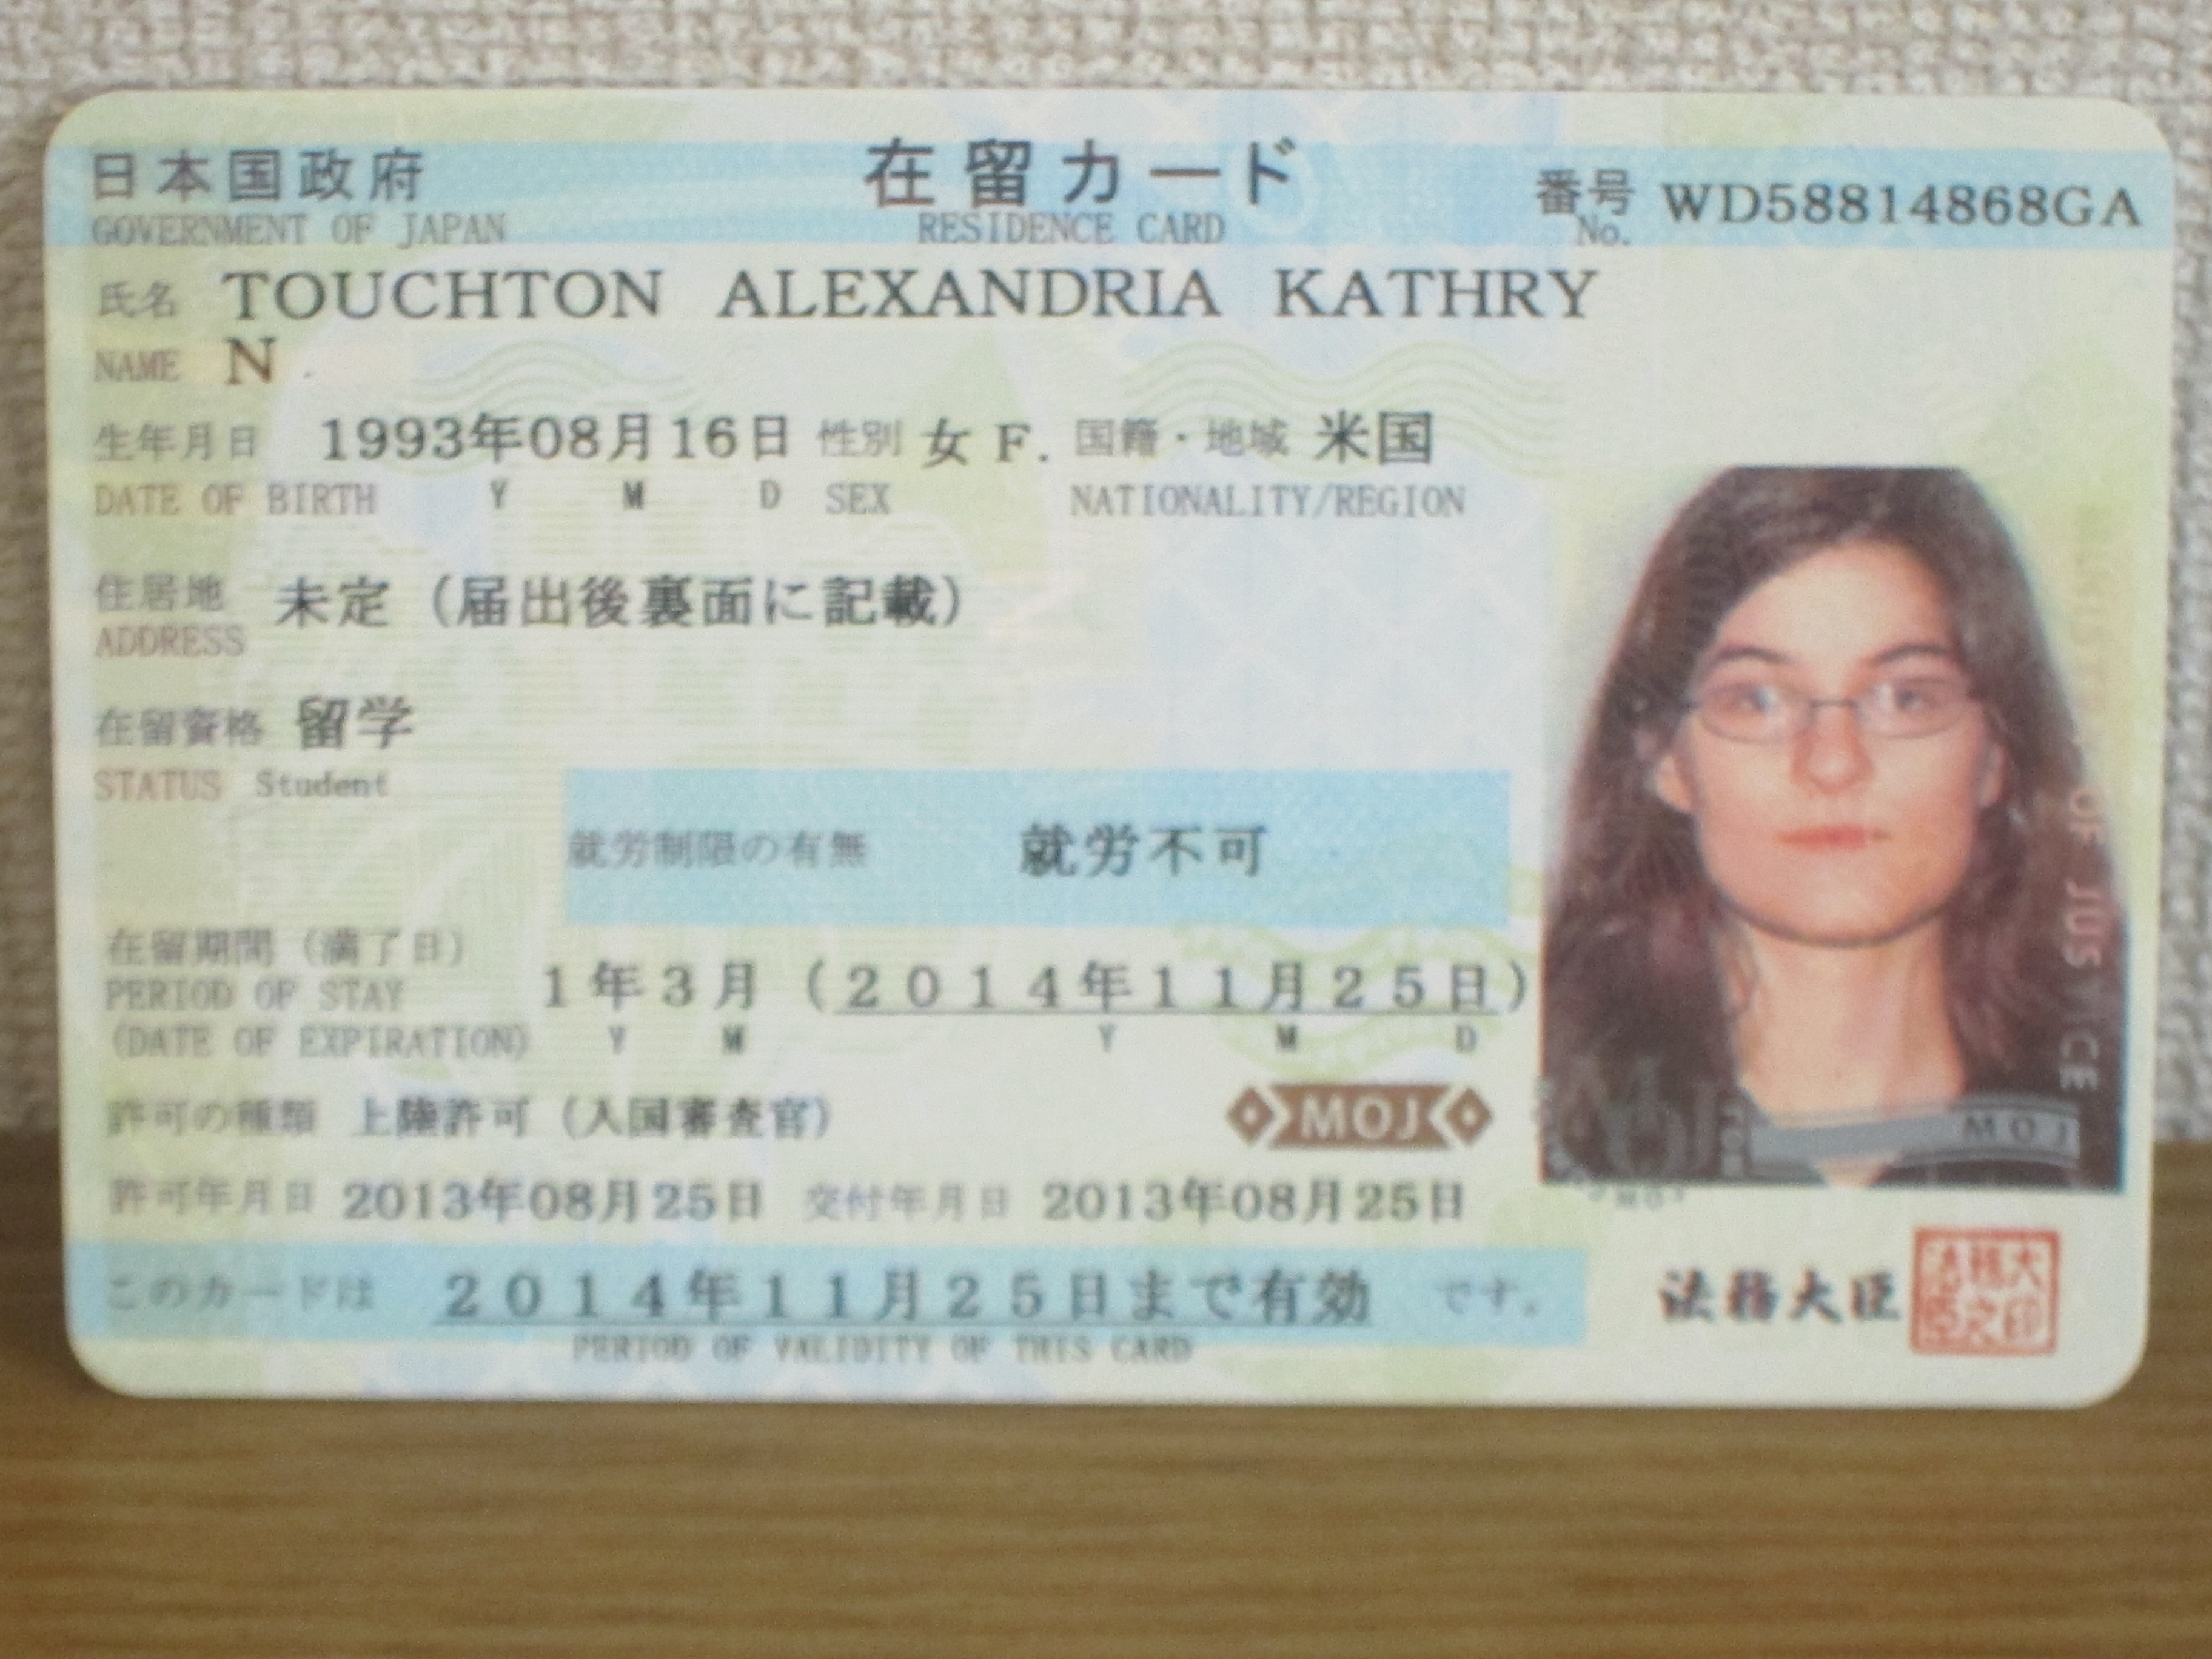 日本国政府 在留カード 番号 WD58814868GA
GOVERNMENT OF JAPAN RESIDENCE CARD No.
氏名 TOUCHTON ALEXANDRIA KATHRY
NAME N
生年月日 1993年08月16日 性別 女 F. 国籍・地域 米国
DATE OF BIRTH Y M D SEX NATIONALITY/REGION
住居地 未定（届出後裏面に記載）
ADDRESS
在留資格 留学
STATUS Student
就労制限の有無 就労不可
在留期間（満了日）
PERIOD OF STAY 1年3月（2014年11月25日）
(DATE OF EXPIRATION) Y M Y M D
許可の種類 上陸許可（入国審査官） MOJ
許可年月日 2013年08月25日 交付年月日 2013年08月25日
このカードは 2014年11月25日まで有効 です。
PERIOD OF VALIDITY OF THIS CARD
法務大臣
OF JUSTICE
MOJ